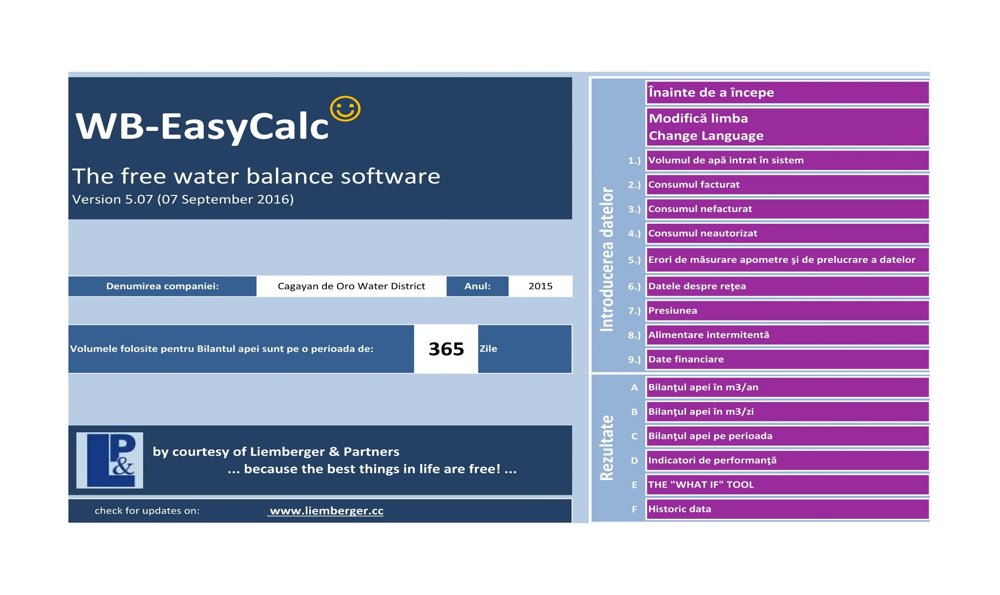 WB-EasyCalc
The free water balance software
Version 5.07 (07 September 2016)
Denumirea companiei: Cagayan de Oro Water District Anul: 2015
Volumele folosite pentru Bilantul apei sunt pe o perioada de: 365 Zile
LP&
by courtesy of Liemberger & Partners
... because the best things in life are free! ...
check for updates on: www.liemberger.cc
Introducerea datelor
Înainte de a începe
Modifică limba
Change Language
1.) Volumul de apă intrat în sistem
2.) Consumul facturat
3.) Consumul nefacturat
4.) Consumul neautorizat
5.) Erori de măsurare apometre şi de prelucrare a datelor
6.) Datele despre reţea
7.) Presiunea
8.) Alimentare intermitentă
9.) Date financiare
Rezultate
A Bilanţul apei în m3/an
B Bilanţul apei în m3/zi
C Bilanţul apei pe perioada
D Indicatori de performanţă
E THE "WHAT IF" TOOL
F Historic data